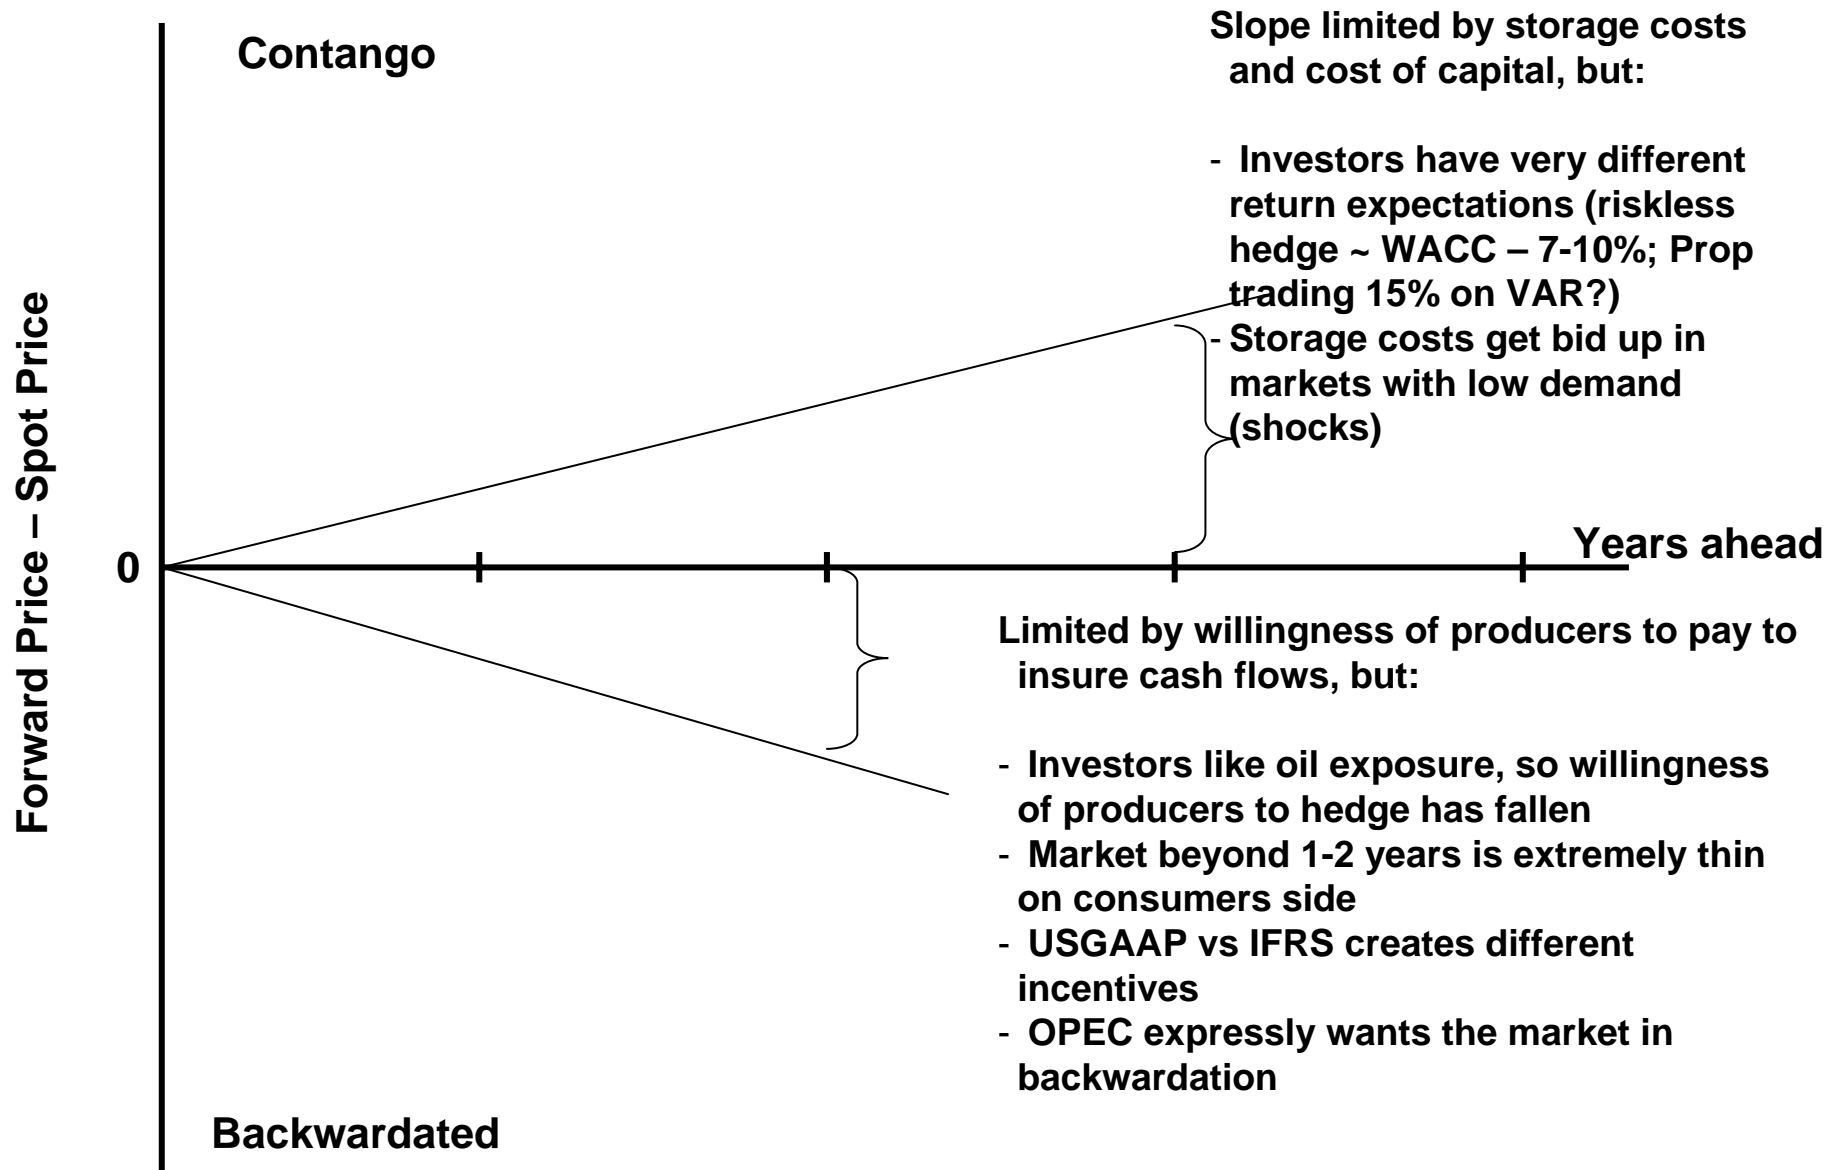 Contango
Slope limited by storage costs
and cost of capital, but:
- Investors have very different
return expectations (riskless
hedge ~ WACC – 7-10%; Prop
trading 15% on VAR?)
- Storage costs get bid up in
markets with low demand
(shocks)
Forward Price – Spot Price
0
Years ahead
Limited by willingness of producers to pay to
insure cash flows, but:
- Investors like oil exposure, so willingness
of producers to hedge has fallen
- Market beyond 1-2 years is extremely thin
on consumers side
- USGAAP vs IFRS creates different
incentives
- OPEC expressly wants the market in
backwardation
Backwardated